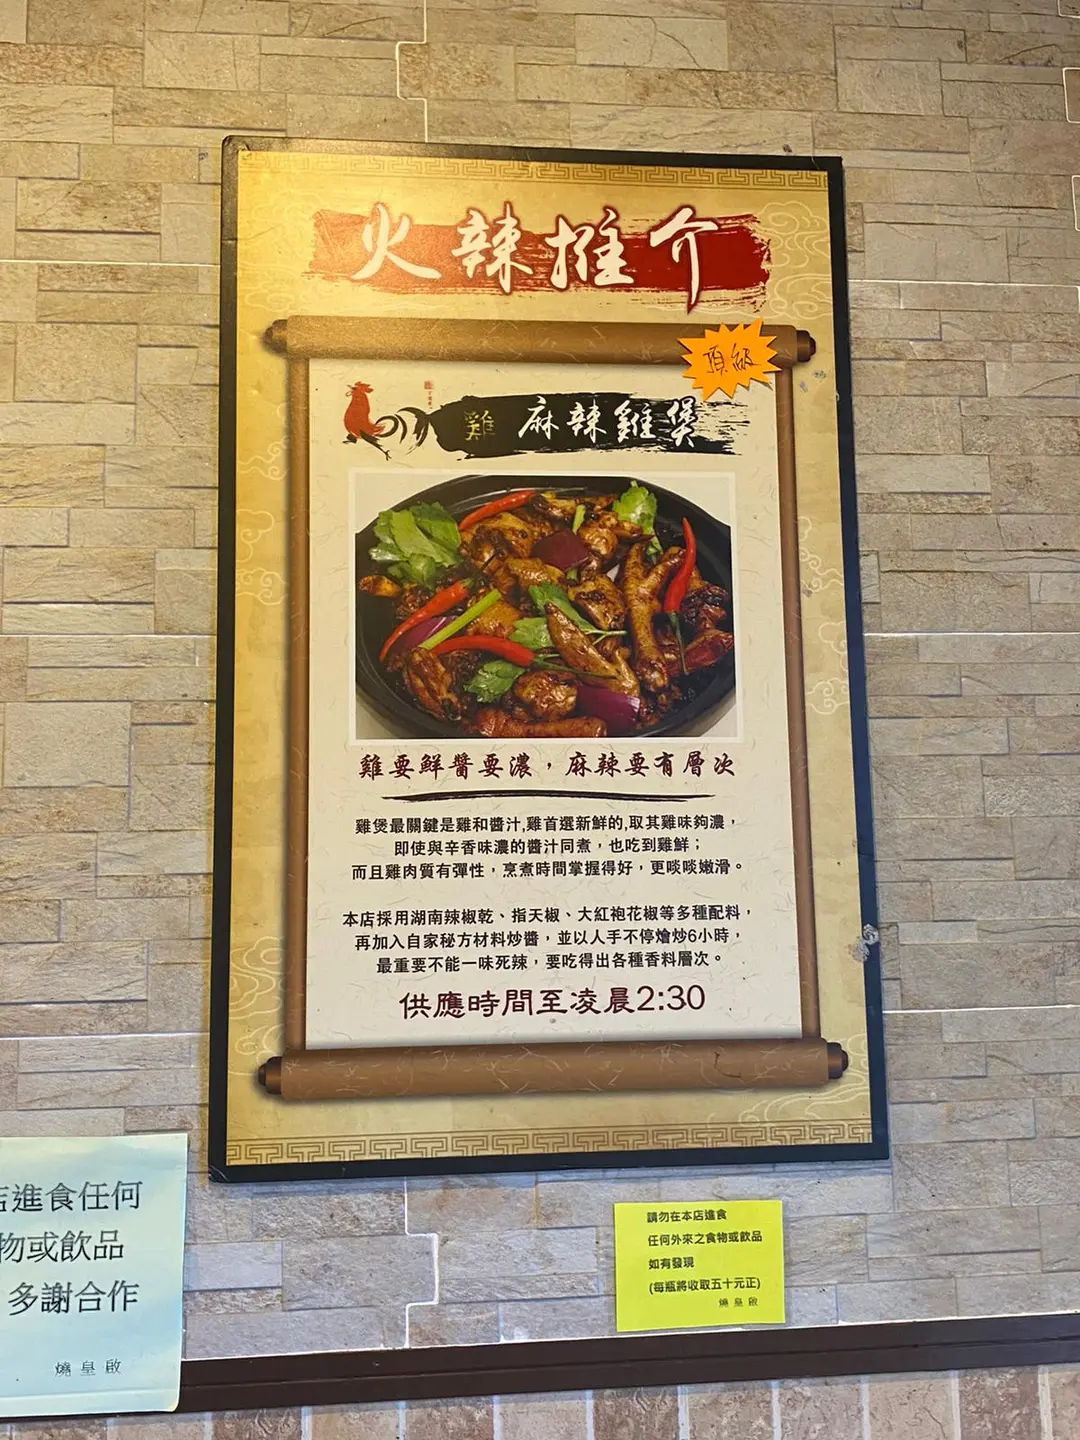 火辣推介
頂級
雞 麻辣雞煲
雞要鮮醬要濃，麻辣要有層次
雞煲最關鍵是雞和醬汁,雞首選新鮮的,取其雞味夠濃，
即使與辛香味濃的醬汁同煮，也吃到雞鮮；
而且雞肉質有彈性，烹煮時間掌握得好，更啖啖嫩滑。
本店採用湖南辣椒乾、指天椒、大紅袍花椒等多種配料，
再加入自家秘方材料炒醬，並以人手不停燴炒6小時，
最重要不能一味死辣，要吃得出各種香料層次。
供應時間至凌晨2:30
店進食任何
物或飲品
多謝合作
燒皇啟
請勿在本店進食
任何外來之食物或飲品
如有發現
(每瓶將收取五十元正)
燒皇啟